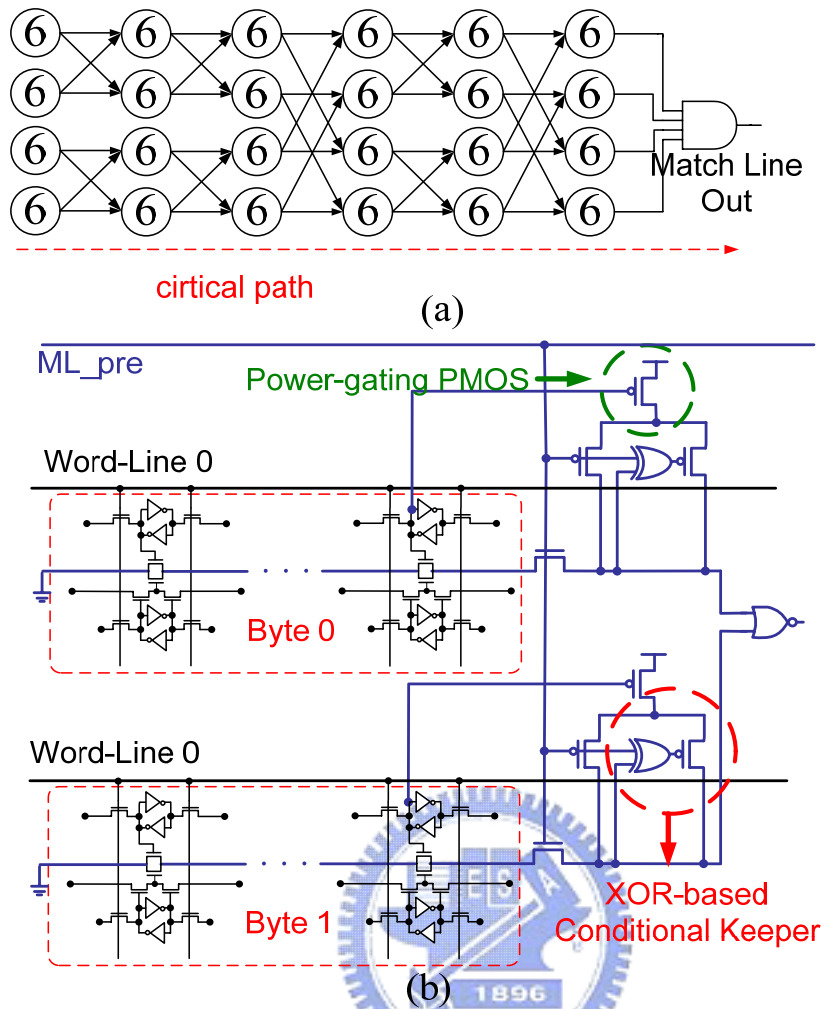 6 6 6 6 6 6
6 6 6 6 6 6
6 6 6 6 6 6
6 6 6 6 6 6
Match Line
Out
cirtical path
(a)
ML_pre
Power-gating PMOS
Word-Line 0
Byte 0
Word-Line 0
Byte 1
XOR-based
Conditional Keeper
E S A
(b)
1896